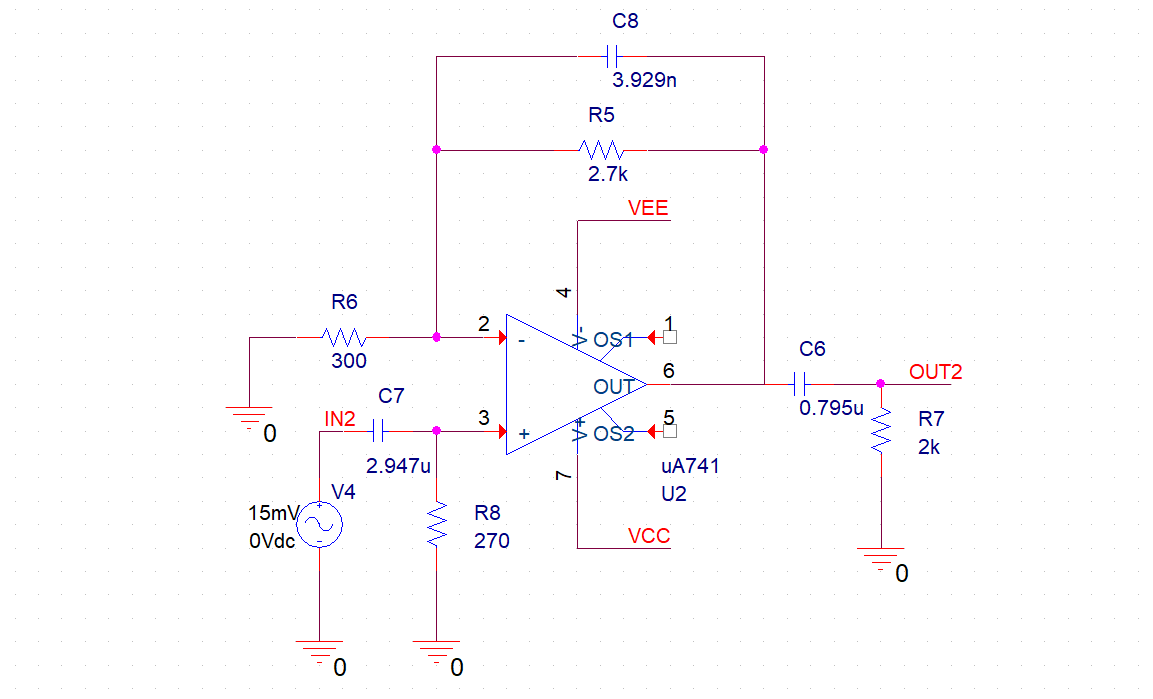 C8
3.929n
R5
2.7k
VEE
4
R6
300
2
-
V-
OS1
1
6
OUT
C6
0.795u
OUT2
0
C7
IN2
2.947u
3
+
V+
OS2
5
R7
2k
7
uA741
U2
V4
15mV
0Vdc
+
-
R8
270
VCC
0
0
0